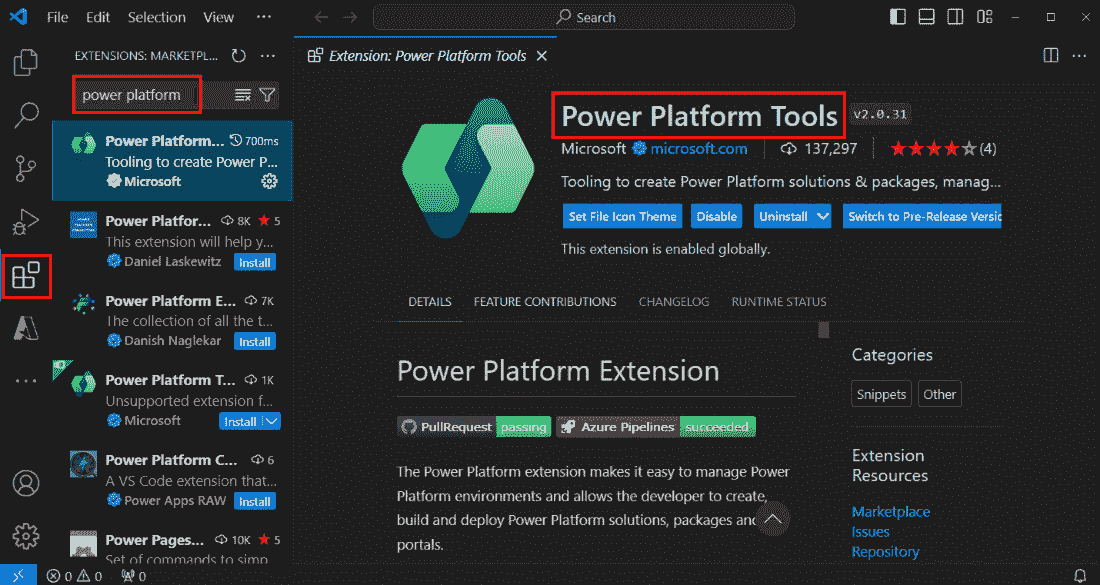 File Edit Selection View ···
Search
EXTENSIONS: MARKETPL...
power platform
Power Platform... 700ms
Tooling to create Power P...
Microsoft
Power Platfor... 8K 5
This extension will help y...
Daniel Laskewitz Install
Power Platform E... 7K
The collection of all the t...
Danish Naglekar Install
Power Platform T... 1K
Unsupported extension f...
Microsoft Install
Power Platform C... 6
A VS Code extension that...
Power Apps RAW Install
Power Pages... 10K 5
Set of commands to simp
Extension: Power Platform Tools
Power Platform Tools v2.0.31
Microsoft microsoft.com 137,297 (4)
Tooling to create Power Platform solutions & packages, manag...
Set File Icon Theme Disable Uninstall Switch to Pre-Release Versic
This extension is enabled globally.
DETAILS FEATURE CONTRIBUTIONS CHANGELOG RUNTIME STATUS
Power Platform Extension
PullRequest passing Azure Pipelines succeeded
The Power Platform extension makes it easy to manage Power
Platform environments and allows the developer to create,
build and deploy Power Platform solutions, packages and
portals.
Categories
Snippets Other
Extension
Resources
Marketplace
Issues
Repository
0 0 0